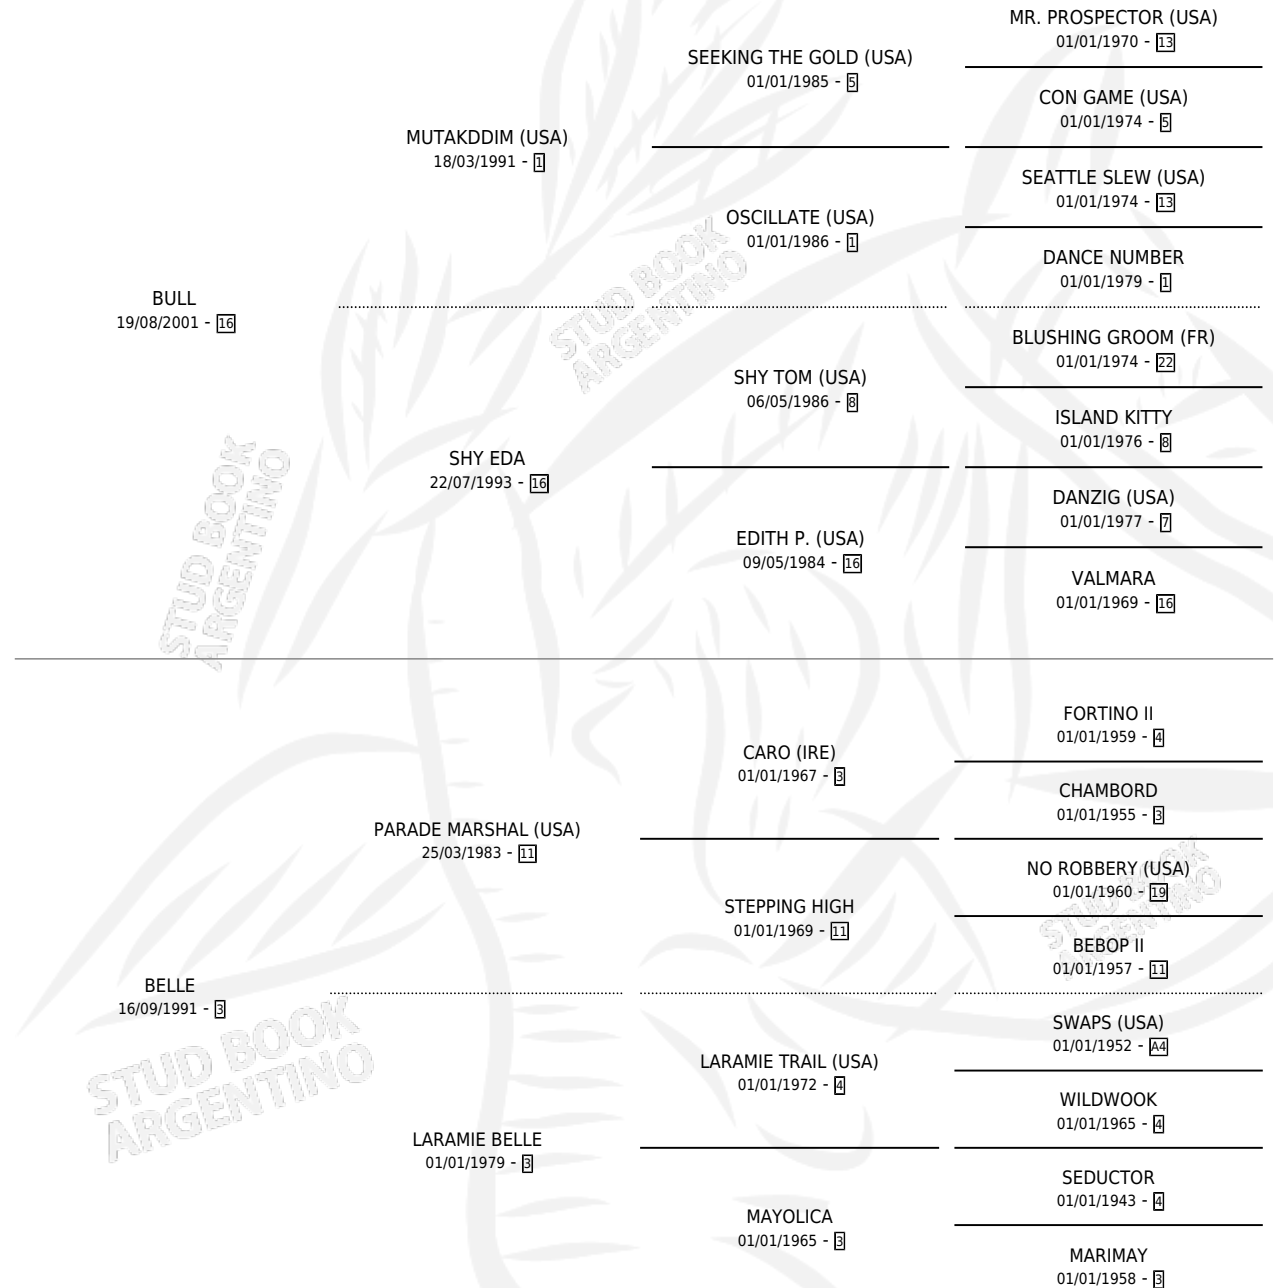 MR. PROSPECTOR (USA)
01/01/1970 - 13
SEEKING THE GOLD (USA)
01/01/1985 - 5
CON GAME (USA)
01/01/1974 - 5
MUTAKDDIM (USA)
18/03/1991 - 1
SEATTLE SLEW (USA)
01/01/1974 - 13
OSCILLATE (USA)
01/01/1986 - 1
DANCE NUMBER
01/01/1979 - 1
BULL
19/08/2001 - 16
BLUSHING GROOM (FR)
01/01/1974 - 22
SHY TOM (USA)
06/05/1986 - 8
ISLAND KITTY
01/01/1976 - 8
SHY EDA
22/07/1993 - 16
DANZIG (USA)
01/01/1977 - 7
EDITH P. (USA)
09/05/1984 - 16
VALMARA
01/01/1969 - 16
FORTINO II
01/01/1959 - 4
CARO (IRE)
01/01/1967 - 3
CHAMBORD
01/01/1955 - 3
PARADE MARSHAL (USA)
25/03/1983 - 11
NO ROBBERY (USA)
01/01/1960 - 19
STEPPING HIGH
01/01/1969 - 11
BEBOP II
01/01/1957 - 11
BELLE
16/09/1991 - 3
SWAPS (USA)
01/01/1952 - A4
LARAMIE TRAIL (USA)
01/01/1972 - 4
WILDWOOK
01/01/1965 - 4
LARAMIE BELLE
01/01/1979 - 3
SEDUCTOR
01/01/1943 - 4
MAYOLICA
01/01/1965 - 3
MARIMAY
01/01/1958 - 3
STUD BOOK
ARGENTINO
STUD BOOK
ARGENTINO
STUD BOOK
ARGENTINO
STUD BOOK
ARGENTINO